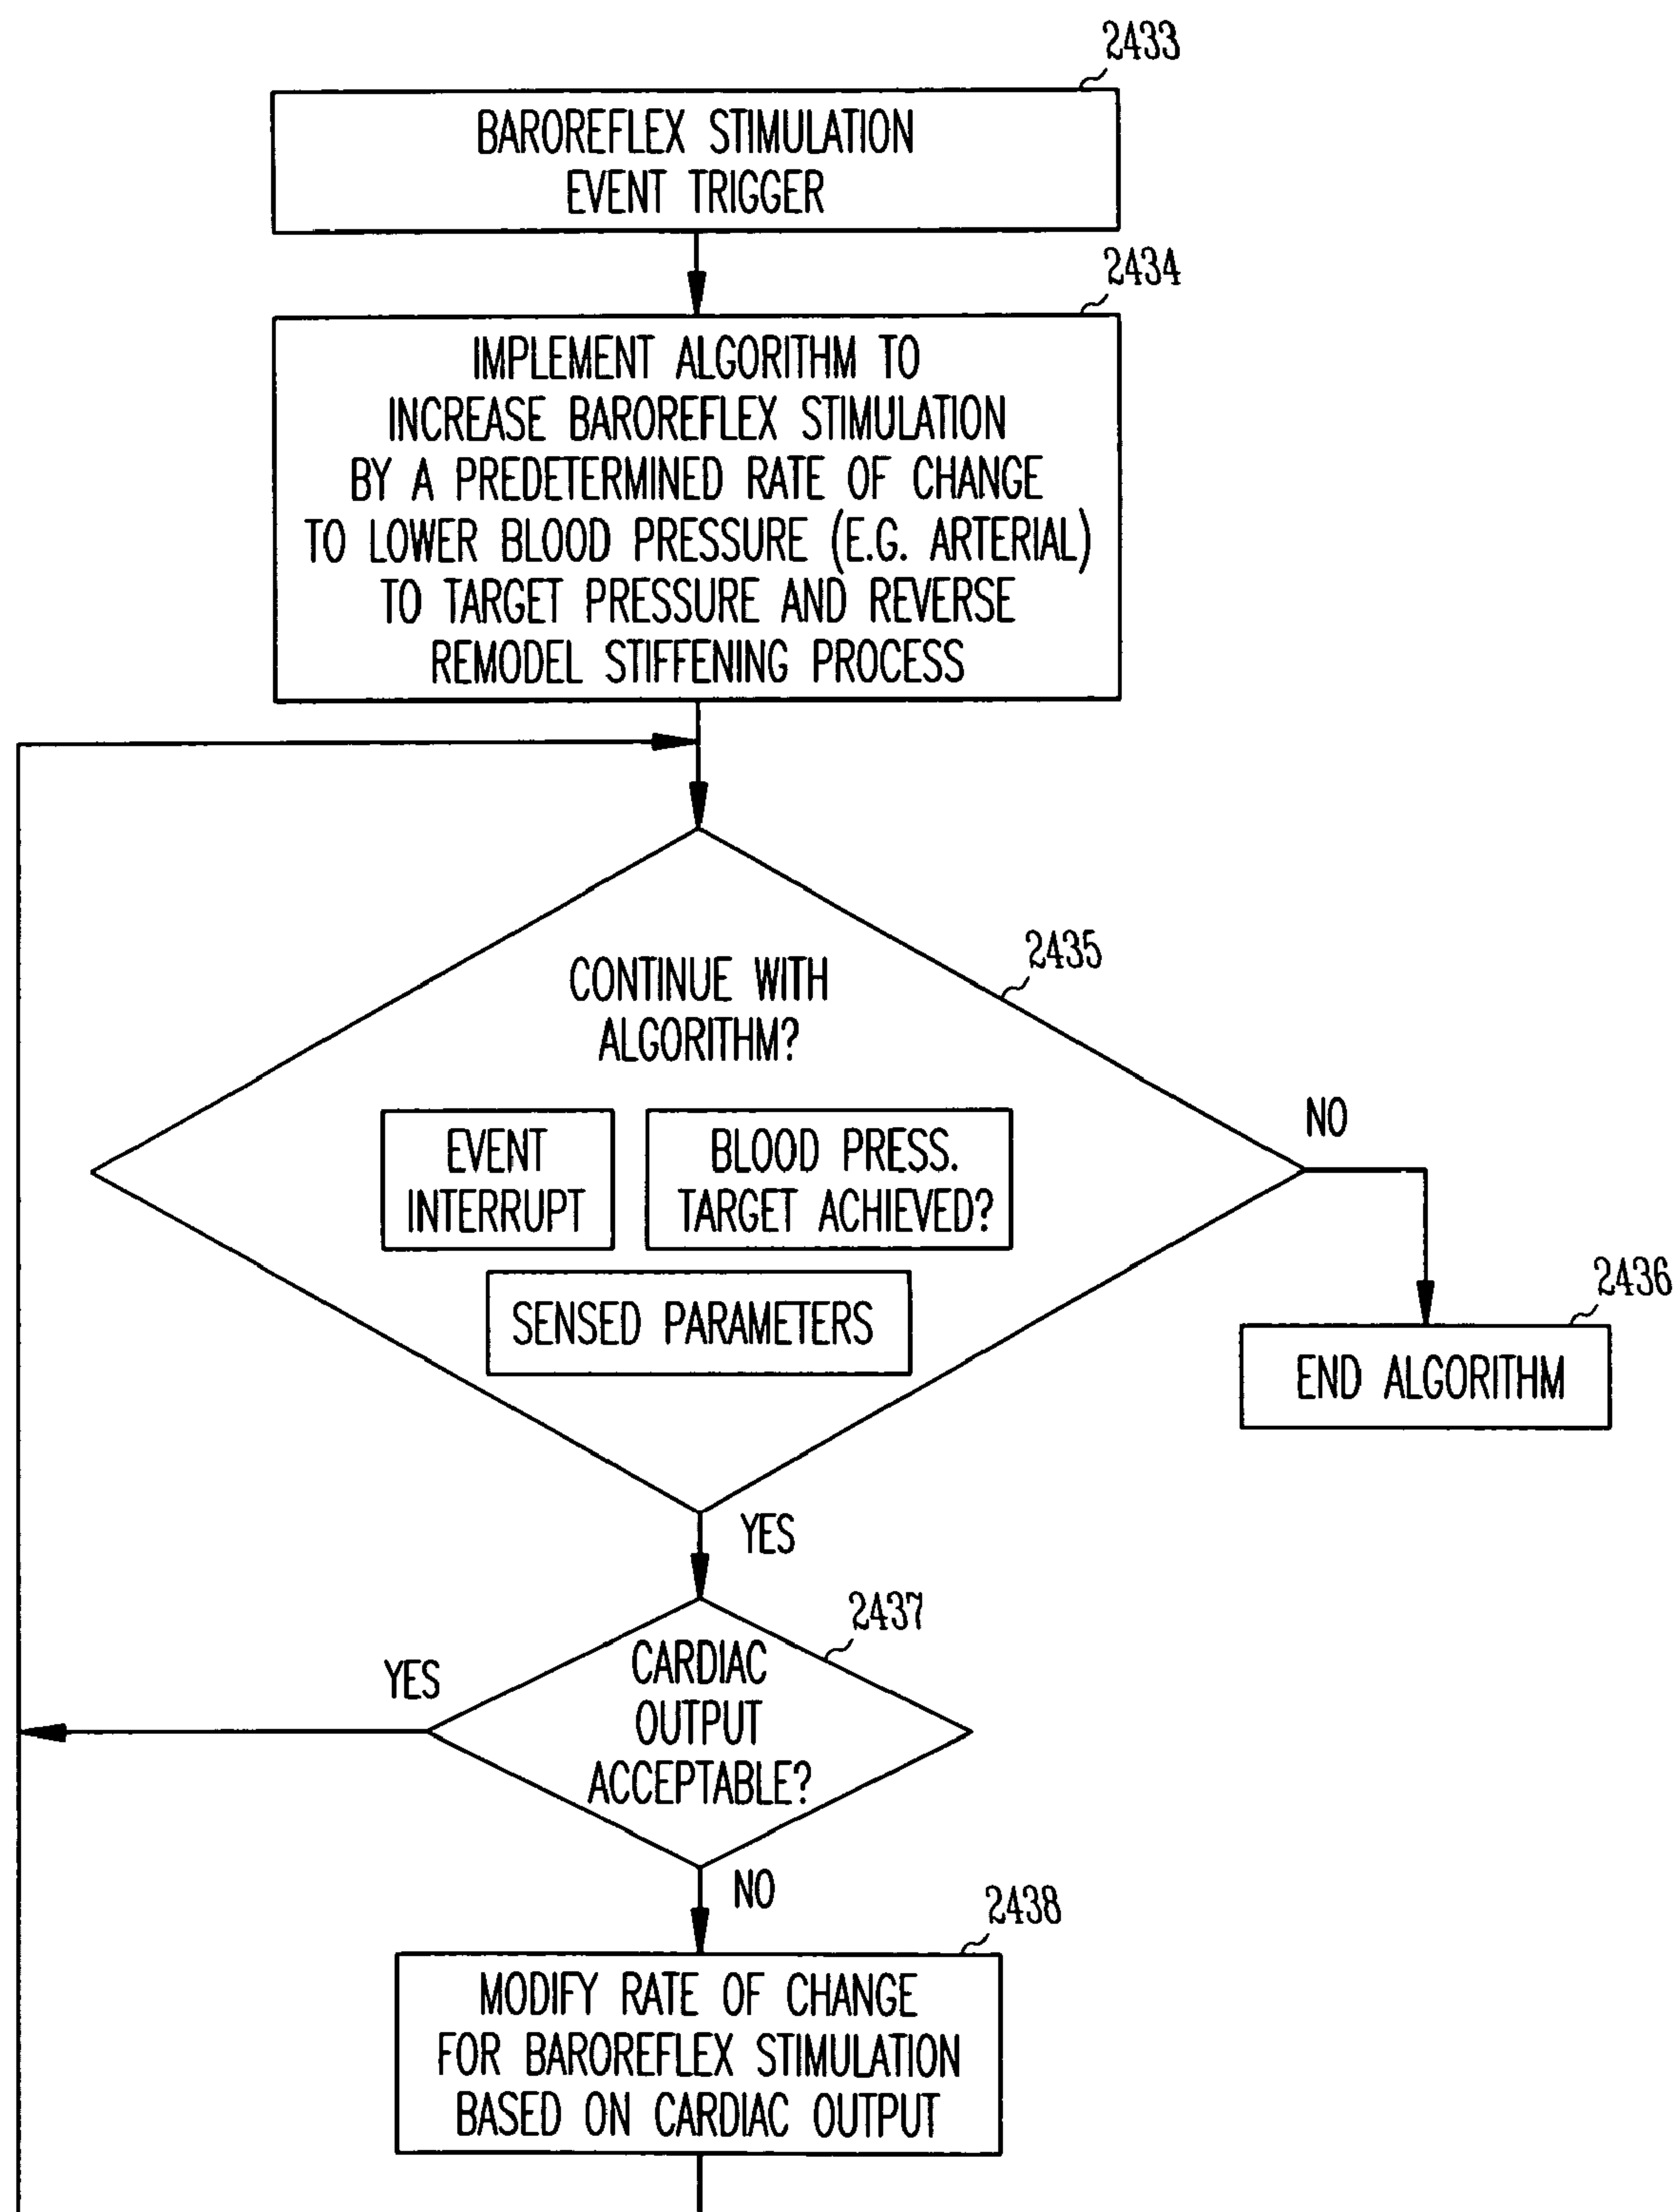 2433
BAROREFLEX STIMULATION
EVENT TRIGGER
2434
IMPLEMENT ALGORITHM TO
INCREASE BAROREFLEX STIMULATION
BY A PREDETERMINED RATE OF CHANGE
TO LOWER BLOOD PRESSURE (E.G. ARTERIAL)
TO TARGET PRESSURE AND REVERSE
REMODEL STIFFENING PROCESS
2435
CONTINUE WITH
ALGORITHM?
NO
EVENT
INTERRUPT
BLOOD PRESS.
TARGET ACHIEVED?
SENSED PARAMETERS
2436
END ALGORITHM
YES
2437
YES
CARDIAC
OUTPUT
ACCEPTABLE?
NO
2438
MODIFY RATE OF CHANGE
FOR BAROREFLEX STIMULATION
BASED ON CARDIAC OUTPUT